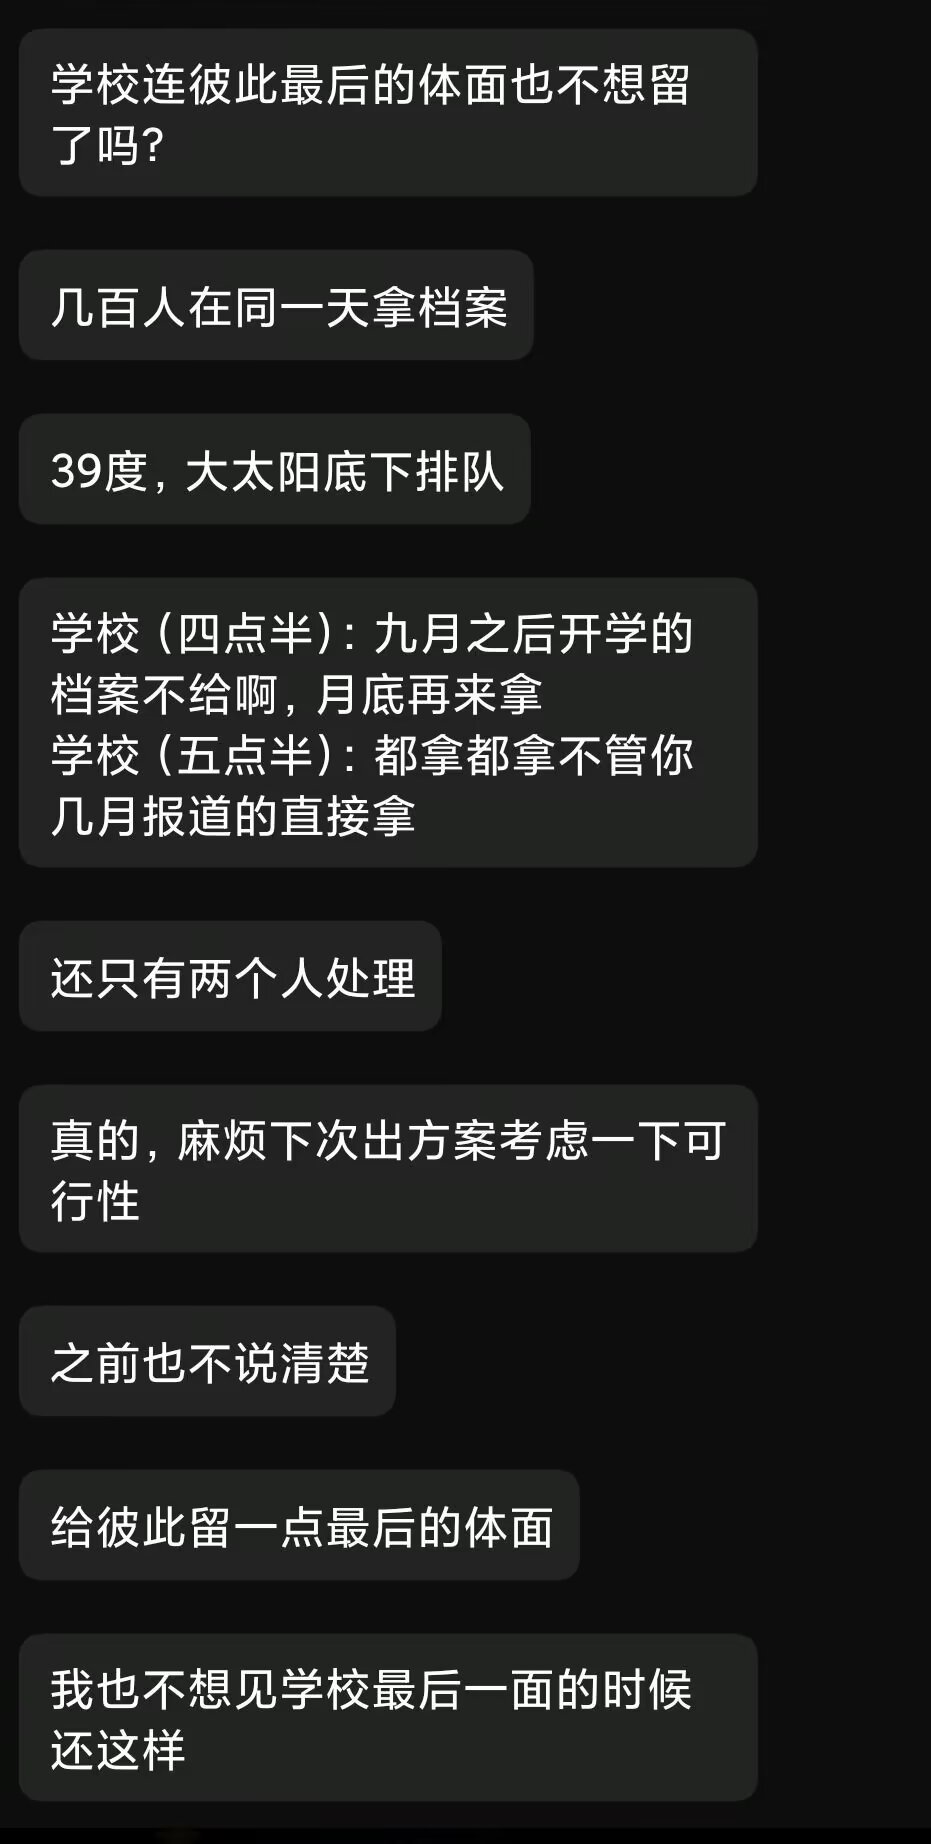 学校连彼此最后的体面也不想留
了吗?
几百人在同一天拿档案
39度, 大太阳底下排队
学校 (四点半): 九月之后开学的
档案不给啊, 月底再来拿
学校 (五点半): 都拿都拿不管你
几月报道的直接拿
还只有两个人处理
真的, 麻烦下次出方案考虑一下可
行性
之前也不说清楚
给彼此留一点最后的体面
我也不想见学校最后一面的时候
还这样